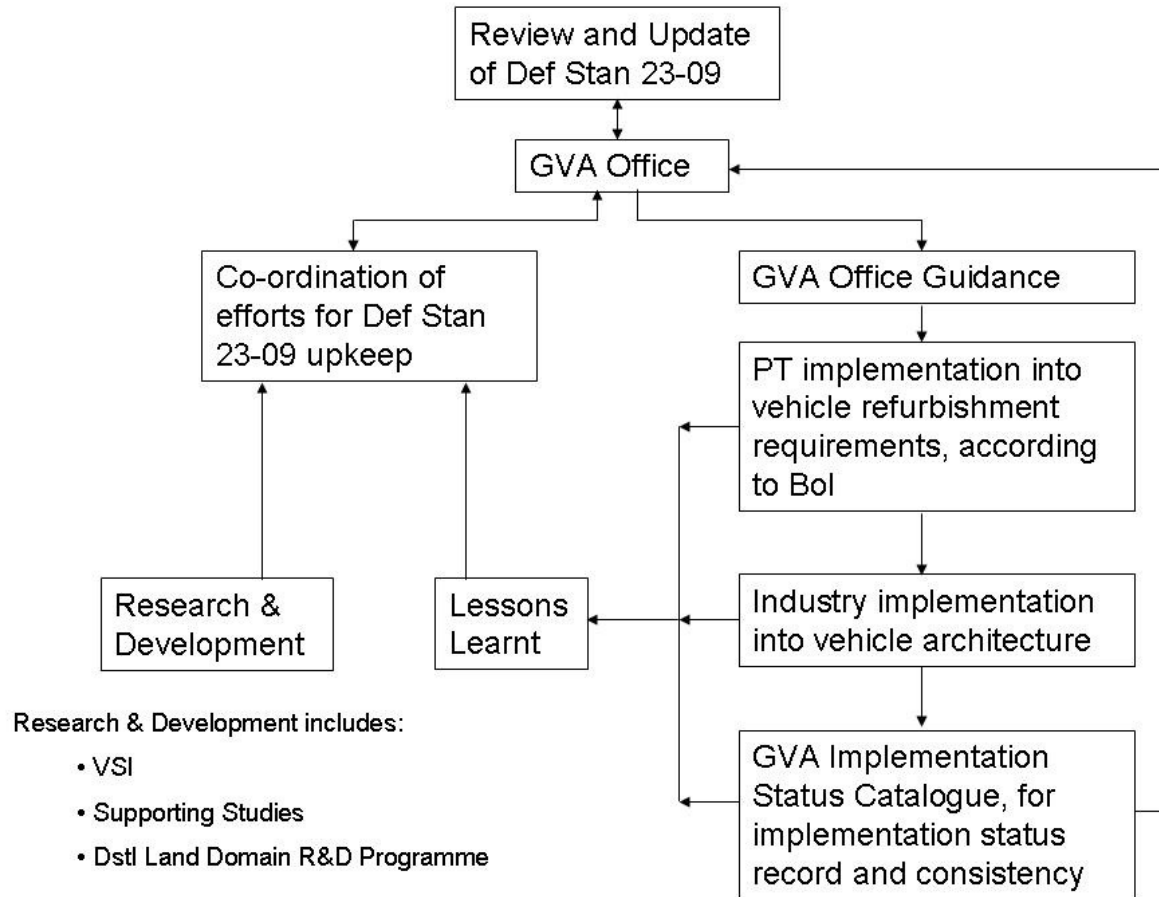 Review and Update
of Def Stan 23-09
GVA Office
Co-ordination of
efforts for Def Stan
23-09 upkeep
GVA Office Guidance
PT implementation into
vehicle refurbishment
requirements, according
to BoI
Research &
Development
Lessons
Learnt
Industry implementation
into vehicle architecture
Research & Development includes:
• VSI
• Supporting Studies
• Dstl Land Domain R&D Programme
GVA Implementation
Status Catalogue, for
implementation status
record and consistency